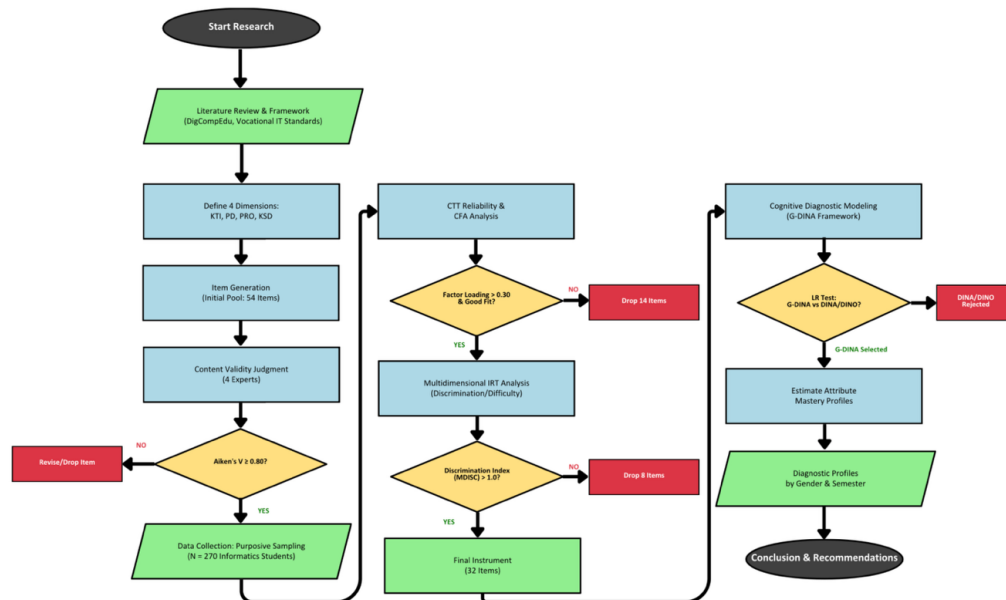 Start Research
Literature Review & Framework
(DigCompEdu, Vocational IT Standards)
Define 4 Dimensions:
KTI, PD, PRO, KSD
Item Generation
(Initial Pool: 54 Items)
Content Validity Judgment
(4 Experts)
Aiken's V ≥ 0.80?
NO
Revise/Drop Item
YES
Data Collection: Purposive Sampling
(N = 270 Informatics Students)
CTT Reliability &
CFA Analysis
Factor Loading > 0.30
& Good Fit?
NO
Drop 14 Items
YES
Multidimensional IRT Analysis
(Discrimination/Difficulty)
Discrimination Index
(MDISC) > 1.0?
NO
Drop 8 Items
YES
Final Instrument
(32 Items)
Cognitive Diagnostic Modeling
(G-DINA Framework)
LR Test:
G-DINA vs DINA/DINO?
DINA/DINO
Rejected
G-DINA Selected
Estimate Attribute
Mastery Profiles
Diagnostic Profiles
by Gender & Semester
Conclusion & Recommendations